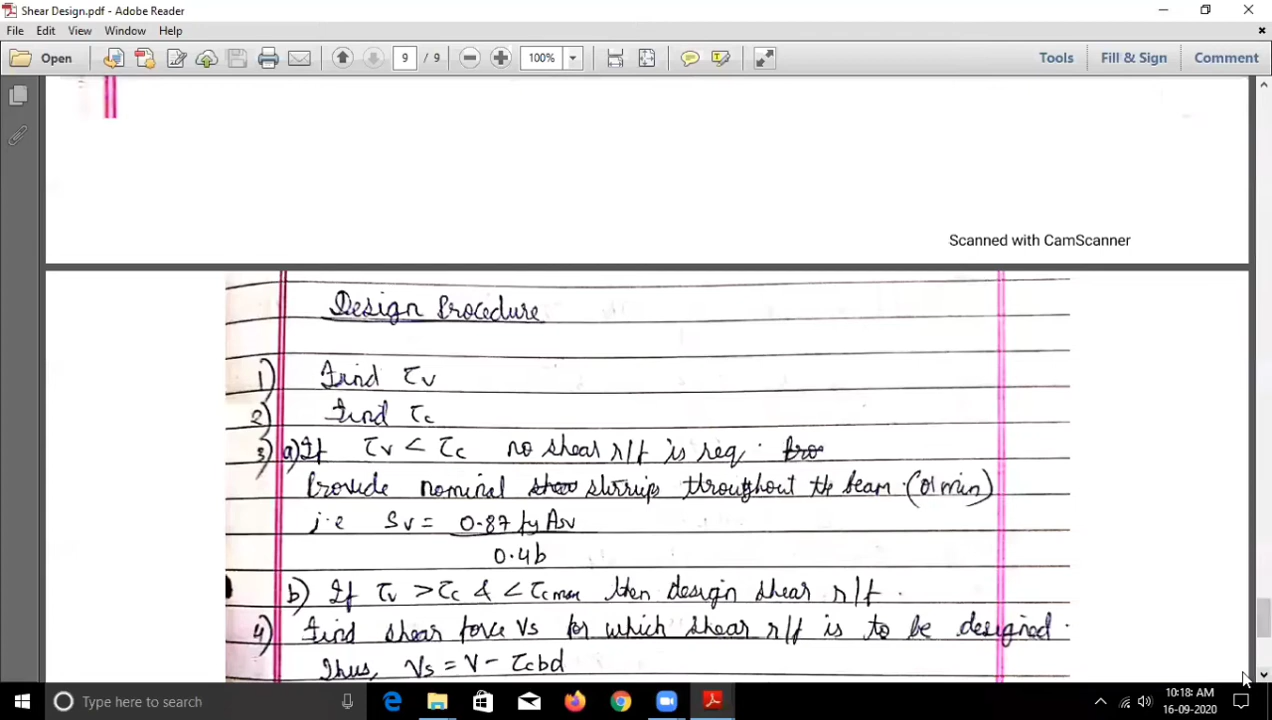 Shear Design.pdf - Adobe Reader
File Edit View Window Help
Open 9 / 9 100% Tools Fill & Sign Comment
Scanned with CamScanner
Design Procedure
1) Find τv
2) Find τc
3) a) If τv < τc no shear r/f is req.
Provide nominal stirrups throughout the beam. (or min)
i.e Sv = 0.87 fy Asv
0.4b
b) If τv > τc & < τcmax then design shear r/f.
4) Find shear force Vs for which shear r/f is to be designed.
Thus, Vs = V - τcbd
Type here to search
10:18: AM
16-09-2020